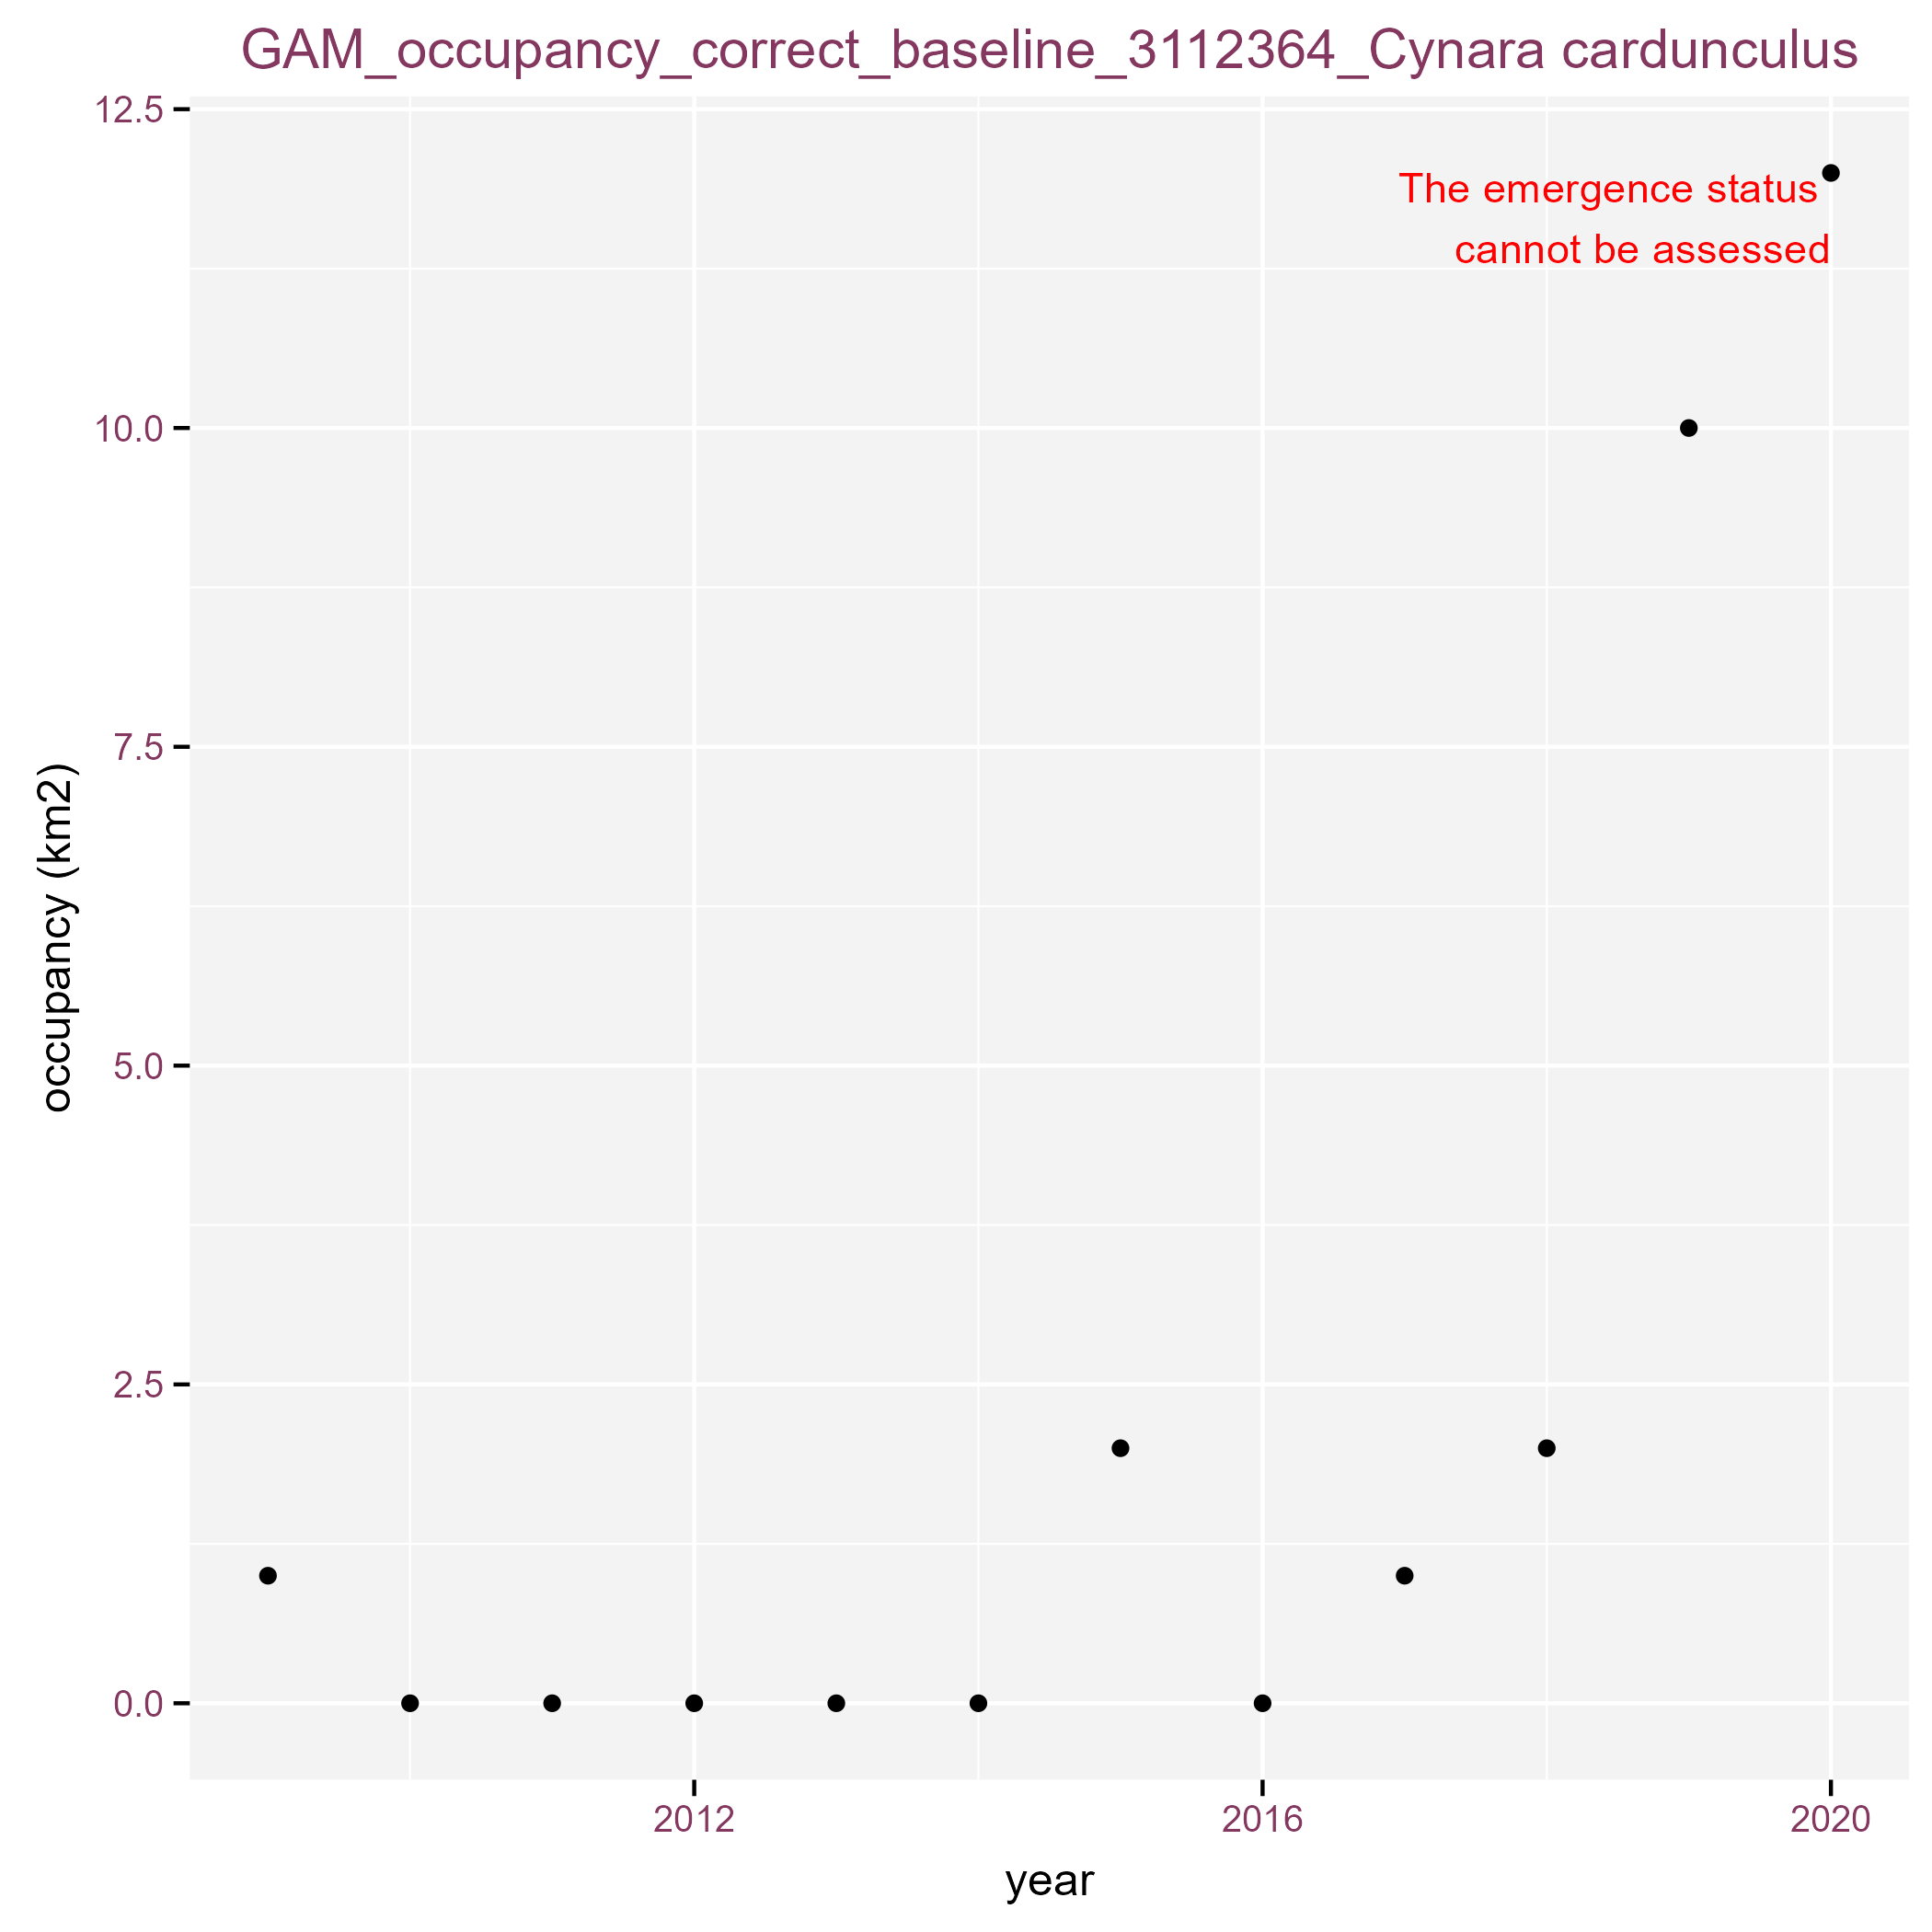 GAM_occupancy_correct_baseline_3112364_Cynara cardunculus
12.5
The emergence status
cannot be assessed
10.0
7.5
occupancy (km2)
5.0
2.5
0.0
2012
2016
2020
year